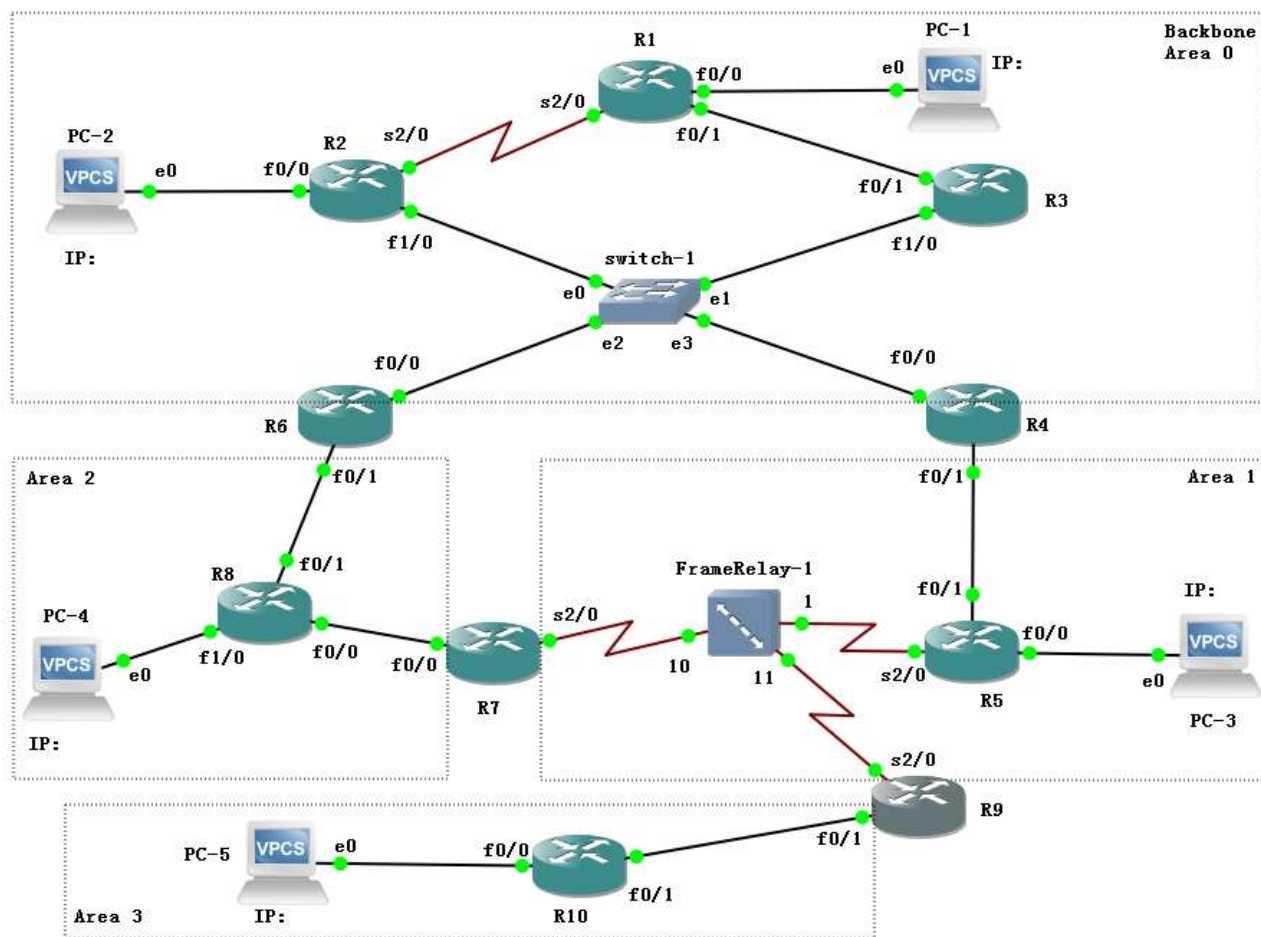 Backbone
Area 0
R1
PC-1
IP:
VPCS
e0
f0/0
s2/0
f0/1
PC-2
VPCS
e0
IP:
R2
s2/0
f0/0
f1/0
f0/1
R3
f1/0
switch-1
e0
e1
e2
e3
f0/0
R6
f0/1
f0/0
R4
f0/1
Area 2
Area 1
f0/1
R8
f1/0
f0/0
PC-4
VPCS
e0
IP:
f0/0
s2/0
R7
FrameRelay-1
1
10
11
f0/1
f0/0
s2/0
R5
IP:
VPCS
e0
PC-3
s2/0
R9
f0/1
PC-5
VPCS
e0
IP:
f0/0
f0/1
R10
Area 3